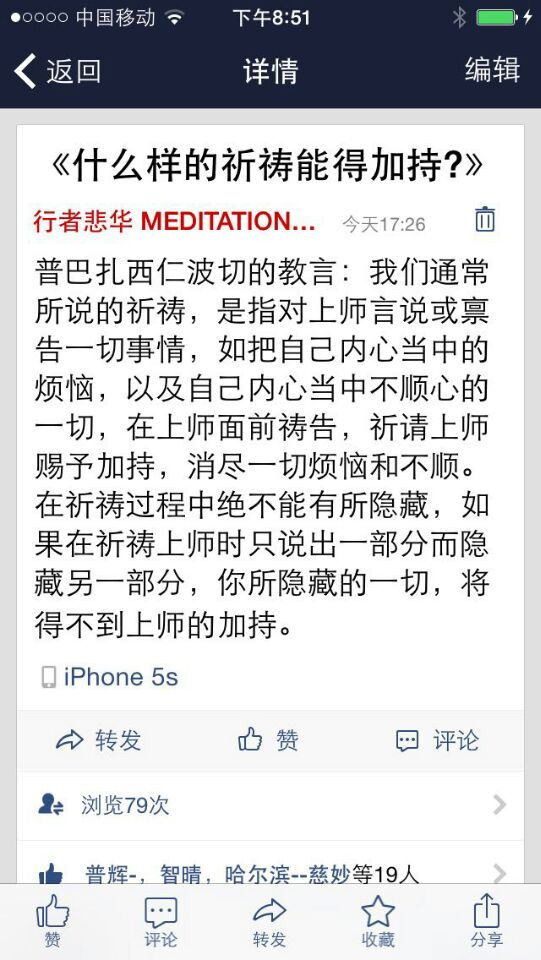 中国移动 下午8:51
返回 详情 编辑
《什么样的祈祷能得加持?》
行者悲华 MEDITATION... 今天17:26
普巴扎西仁波切的教言：我们通常
所说的祈祷，是指对上师言说或禀
告一切事情，如把自己内心当中的
烦恼，以及自己内心当中不顺心的
一切，在上师面前祷告，祈请上师
赐予加持，消尽一切烦恼和不顺。
在祈祷过程中绝不能有所隐藏，如
果在祈祷上师时只说出一部分而隐
藏另一部分，你所隐藏的一切，将
得不到上师的加持。
iPhone 5s
转发 赞 评论
浏览79次
普辉-，智晴，哈尔滨--慈妙等19人
赞 评论 转发 收藏 分享